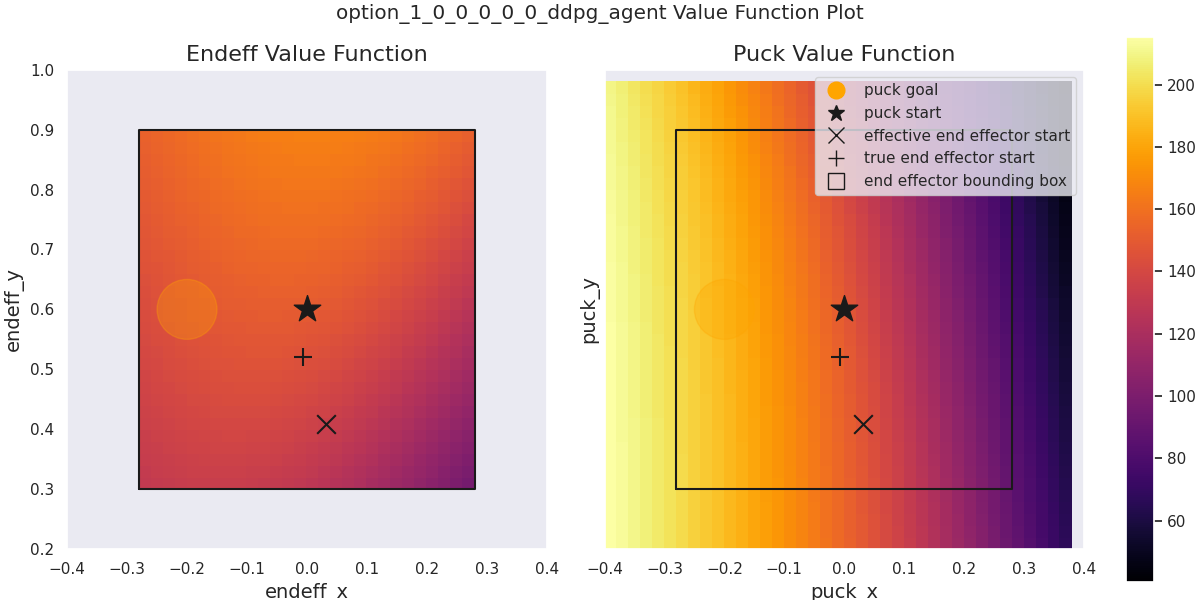 option_1_0_0_0_0_0_ddpg_agent Value Function Plot
Endeff Value Function
1.0
0.9
0.8
0.7
0.6
0.5
0.4
0.3
0.2
endeff_y
−0.4 −0.3 −0.2 −0.1 0.0 0.1 0.2 0.3 0.4
endeff_x
Puck Value Function
puck goal
puck start
effective end effector start
true end effector start
end effector bounding box
puck_y
−0.4 −0.3 −0.2 −0.1 0.0 0.1 0.2 0.3 0.4
puck_x
200
180
160
140
120
100
80
60